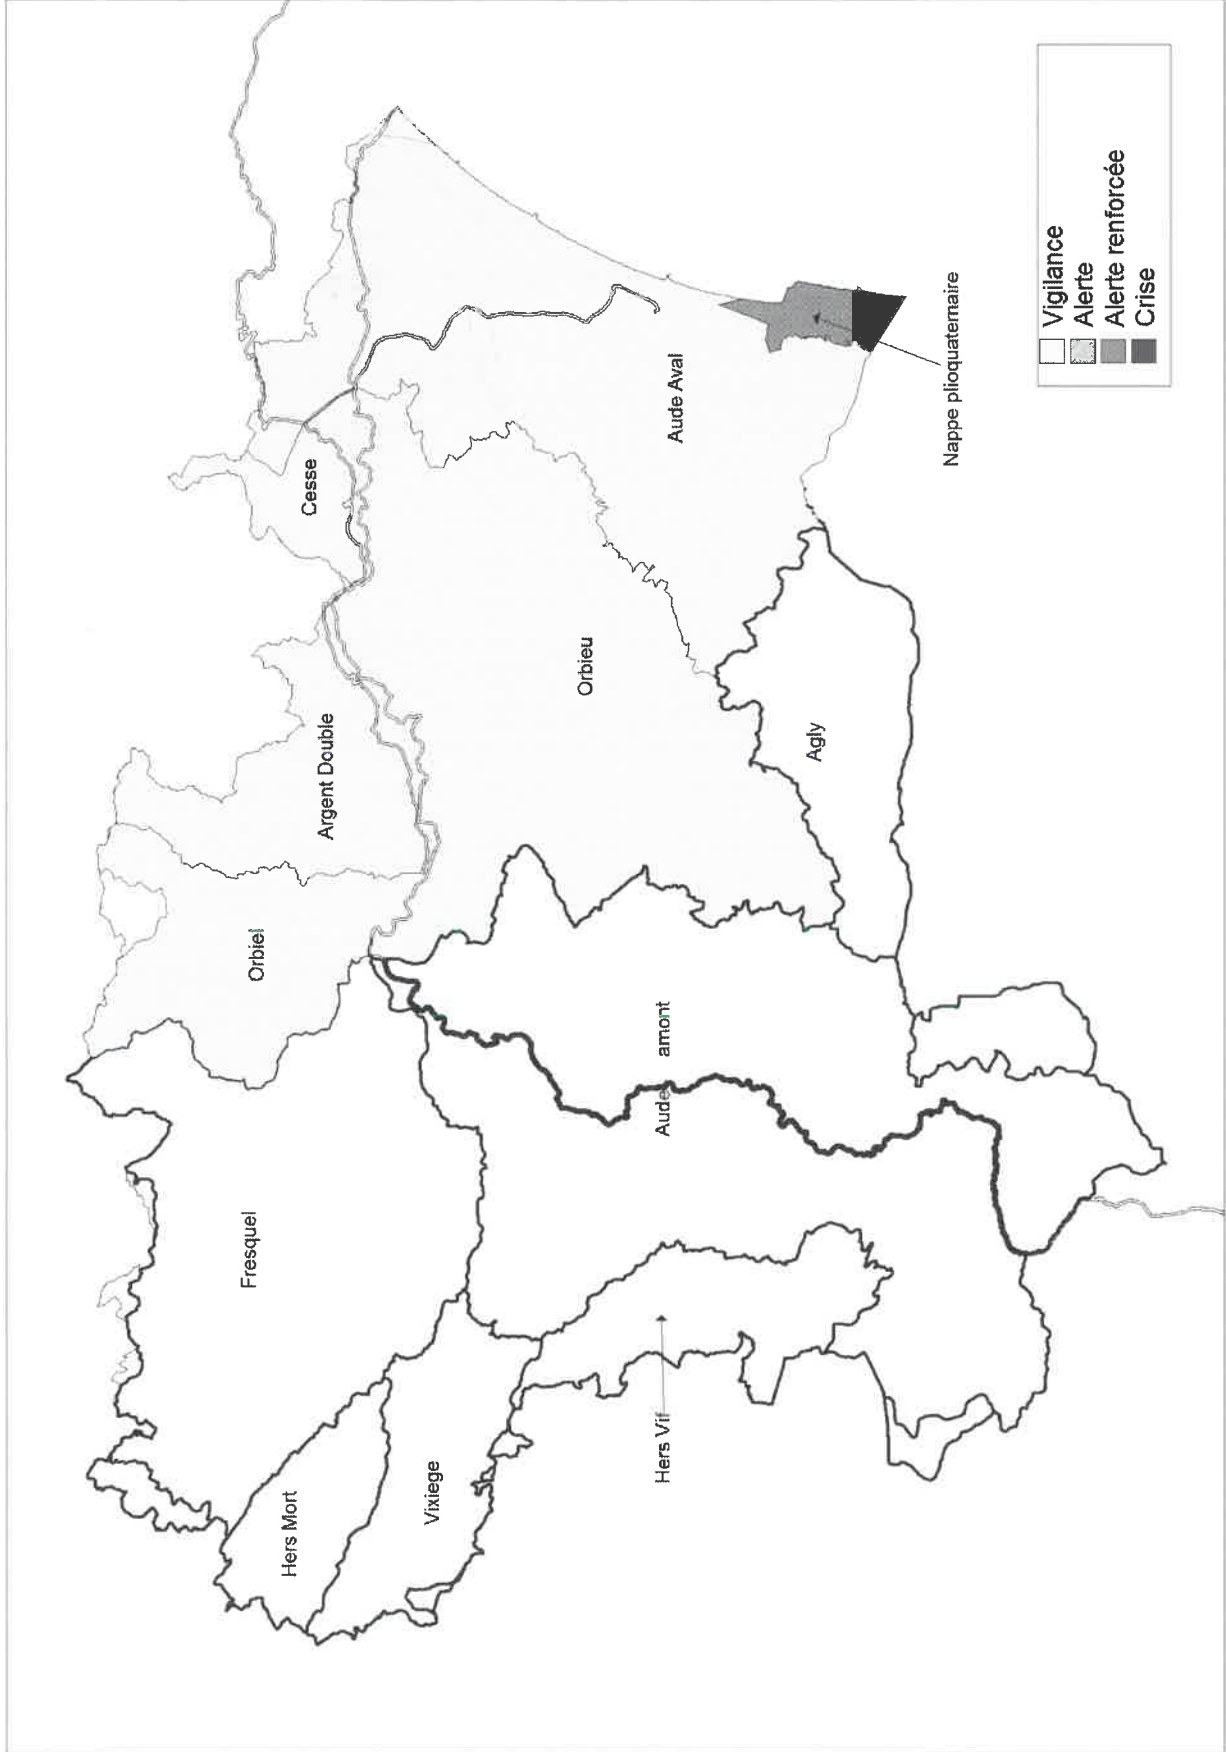 Hers Mort
Vixiege
Fresquel
Hers Vif
Orbiel
Aude amont
Argent Double
Orbieu
Agly
Cesse
Aude Aval
Nappe plioquaternaire
Vigilance
Alerte
Alerte renforcée
Crise